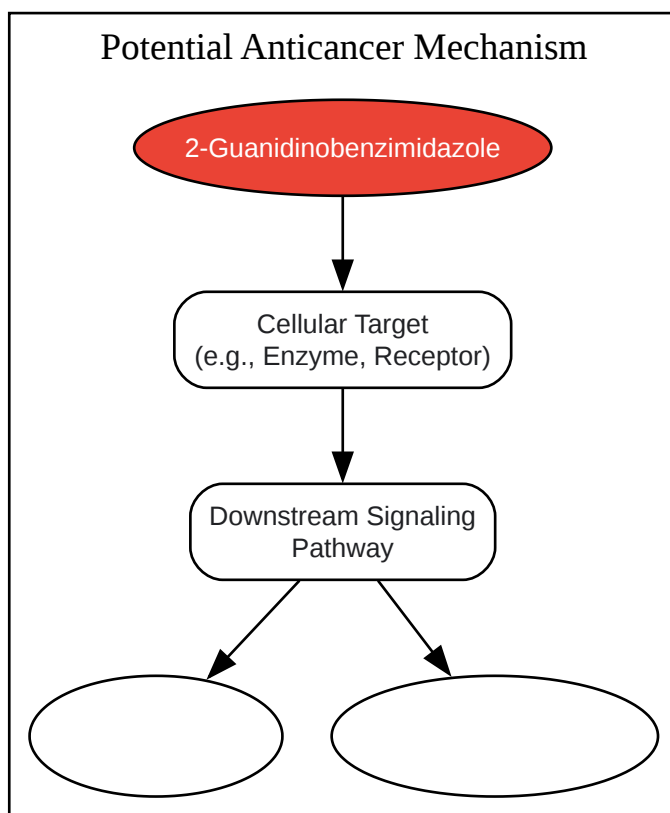 Potential Anticancer Mechanism
2-Guanidinobenzimidazole
Cellular Target
(e.g., Enzyme, Receptor)
Downstream Signaling
Pathway